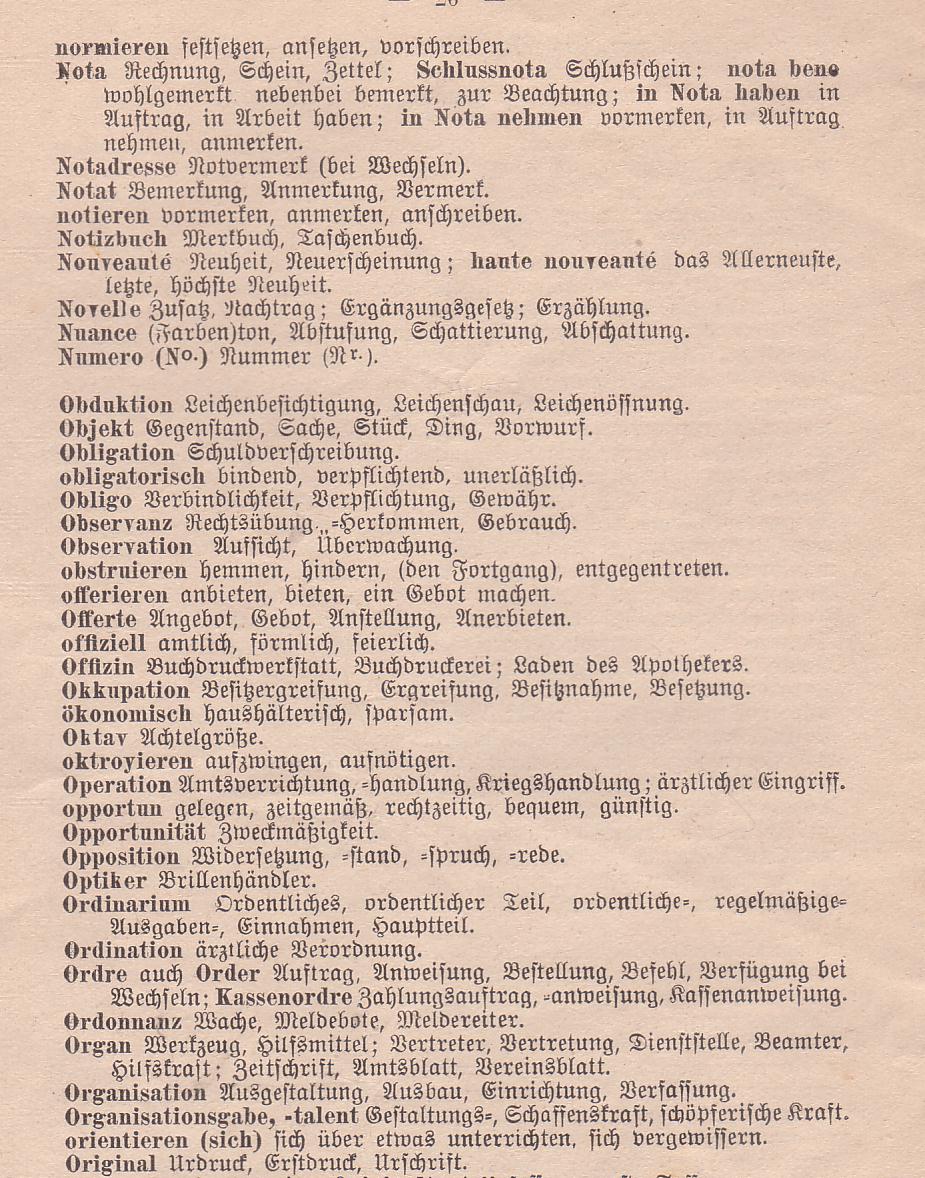 — 26 —
normieren festsetzen, ansetzen, vorschreiben.
Nota Rechnung, Schein, Zettel; Schlussnota Schlußschein; nota bene
wohlgemerkt nebenbei bemerkt, zur Beachtung; in Nota haben in
Auftrag, in Arbeit haben; in Nota nehmen vormerken, in Auftrag
nehmen, anmerken.
Notadresse Notvermerk (bei Wechseln).
Notat Bemerkung, Anmerkung, Vermerk.
notieren vormerken, anmerken, anschreiben.
Notizbuch Merkbuch, Taschenbuch.
Nouveauté Neuheit, Neuerscheinung; haute nouveauté das Allerneuste,
letzte, höchste Neuheit.
Novelle Zusatz, Nachtrag; Ergänzungsgesetz; Erzählung.
Nuance (Farben)ton, Abstufung, Schattierung, Abschattung.
Numero (No.) Nummer (Nr.).
Obduktion Leichenbesichtigung, Leichenschau, Leichenöffnung.
Objekt Gegenstand, Sache, Stück, Ding, Vorwurf.
Obligation Schuldverschreibung.
obligatorisch bindend, verpflichtend, unerläßlich.
Obligo Verbindlichkeit, Verpflichtung, Gewähr.
Observanz Rechtsübung, -Herkommen, Gebrauch.
Observation Aufsicht, Überwachung.
obstruieren hemmen, hindern, (den Fortgang), entgegentreten.
offerieren anbieten, bieten, ein Gebot machen.
Offerte Angebot, Gebot, Anstellung, Anerbieten.
offiziell amtlich, förmlich, feierlich.
Offizin Buchdruckwerkstatt, Buchdruckerei; Laden des Apothekers.
Okkupation Besitzergreifung, Ergreifung, Besitznahme, Besetzung.
ökonomisch haushälterisch, sparsam.
Oktav Achtelgröße.
oktroyieren aufzwingen, aufnötigen.
Operation Amtsverrichtung, -handlung, Kriegshandlung; ärztlicher Eingriff.
opportun gelegen, zeitgemäß, rechtzeitig, bequem, günstig.
Opportunität Zweckmäßigkeit.
Opposition Widersetzung, -stand, -spruch, -rede.
Optiker Brillenhändler.
Ordinarium Ordentliches, ordentlicher Teil, ordentliche-, regelmäßige-
Ausgaben-, Einnahmen, Hauptteil.
Ordination ärztliche Verordnung.
Ordre auch Order Auftrag, Anweisung, Bestellung, Befehl, Verfügung bei
Wechseln; Kassenordre Zahlungsauftrag, -anweisung, Kassenanweisung.
Ordonnanz Wache, Meldebote, Meldereiter.
Organ Werkzeug, Hilfsmittel; Vertreter, Vertretung, Dienststelle, Beamter,
Hilfskraft; Zeitschrift, Amtsblatt, Vereinsblatt.
Organisation Ausgestaltung, Ausbau, Einrichtung, Verfassung.
Organisationsgabe, -talent Gestaltungs-, Schaffenskraft, schöpferische Kraft.
orientieren (sich) sich über etwas unterrichten, sich vergewissern.
Original Urdruck, Erstdruck, Urschrift.